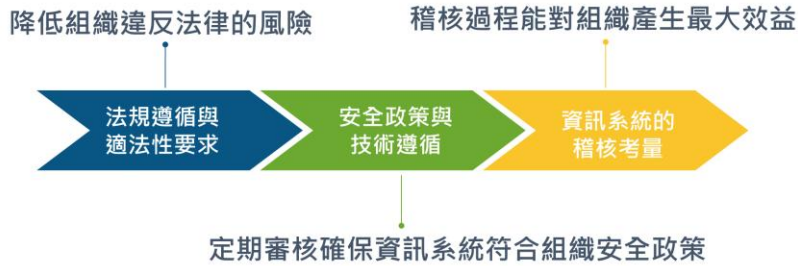 降低組織違反法律的風險
稽核過程能對組織產生最大效益
法規遵循與
適法性要求
安全政策與
技術遵循
資訊系統的
稽核考量
定期審核確保資訊系統符合組織安全政策